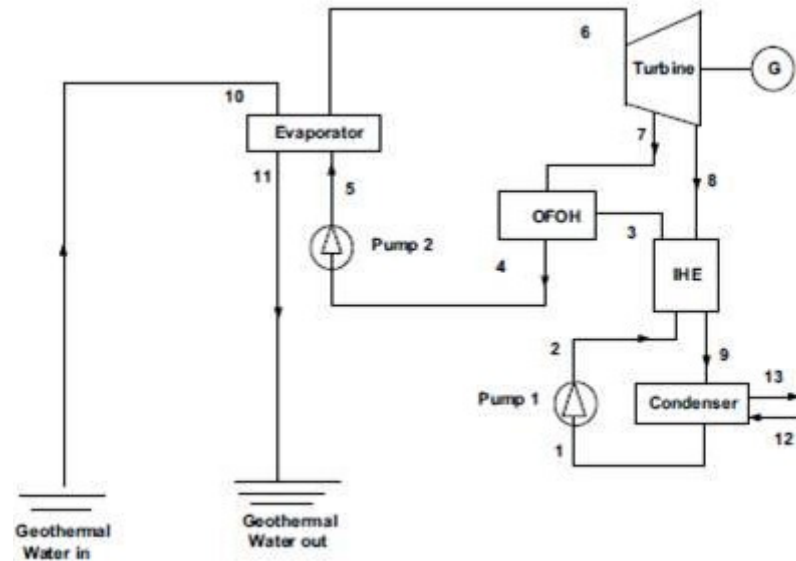 6
Turbine
G
10
Evaporator
7
11
5
8
OFOH
Pump 2
3
4
IHE
2
9
13
Pump 1
Condenser
12
1
Geothermal
Water in
Geothermal
Water out